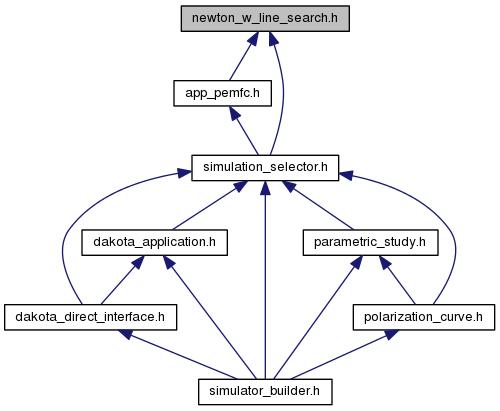 newton_w_line_search.h
app_pemfc.h
simulation_selector.h
dakota_application.h
parametric_study.h
dakota_direct_interface.h
polarization_curve.h
simulator_builder.h